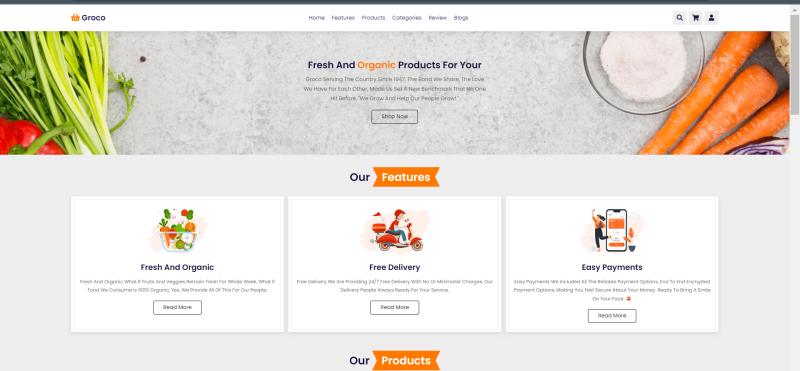 Groco
Home Features Products Categories Review Blogs
Fresh And Organic Products For Your
Groco Serving The Country Since 1947, The Band We Share, The Love
We Have For Each Other, Made Us Set A New Benchmark That No One
Hit Before. "We Grow And Help Our People Grow!"
Shop Now
Our Features
Fresh And Organic
Fresh And Organic What If Fruits And Veggies Remain Fresh For Whole Week, What If
Food We Consume Is 100% Organic, Yes, We Provide All Of This For Our People.
Read More
Free Delivery
Free Delivery We Are Providing 24/7 Free Delivery With No Or Minimalist Charges, Our
Delivery People Always Ready For Your Service.
Read More
Easy Payments
Easy Payments We Included All The Reliable Payment Options, End To End Encrypted
Payment Options, Making You Feel Secure About Your Money. Ready To Bring A Smile
On Your Face.
Read More
Our Products